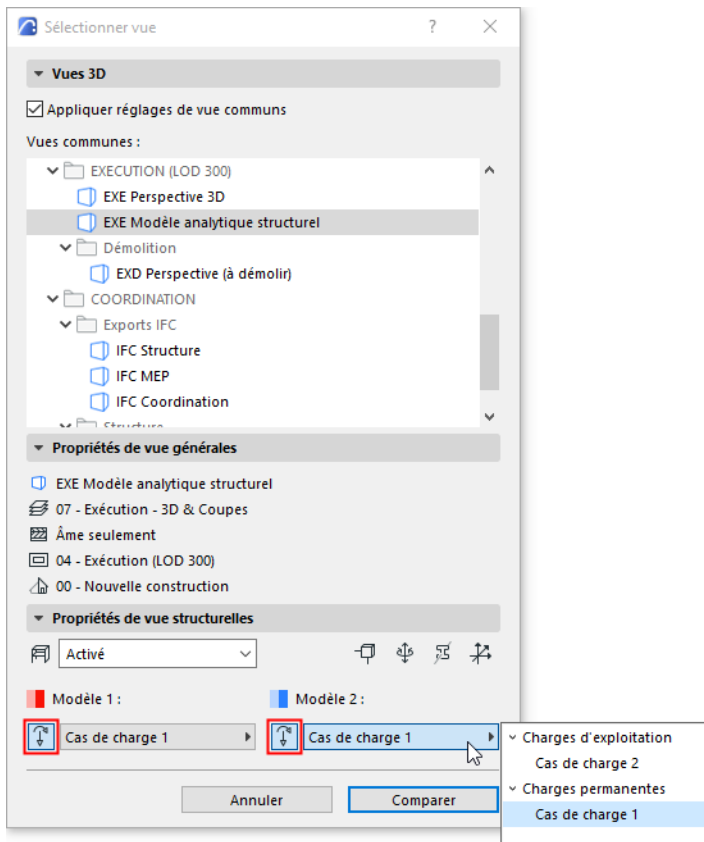 Sélectionner vue
?
Vues 3D
Appliquer réglages de vue communs
Vues communes :
EXECUTION (LOD 300)
EXE Perspective 3D
EXE Modèle analytique structurel
Démolition
EXD Perspective (à démolir)
COORDINATION
Exports IFC
IFC Structure
IFC MEP
IFC Coordination
Structure
Propriétés de vue générales
EXE Modèle analytique structurel
07 - Exécution - 3D & Coupes
Âme seulement
04 - Exécution (LOD 300)
00 - Nouvelle construction
Propriétés de vue structurelles
Activé
Modèle 1 :
Modèle 2 :
Cas de charge 1
Cas de charge 1
Charges d'exploitation
Cas de charge 2
Charges permanentes
Cas de charge 1
Annuler
Comparer